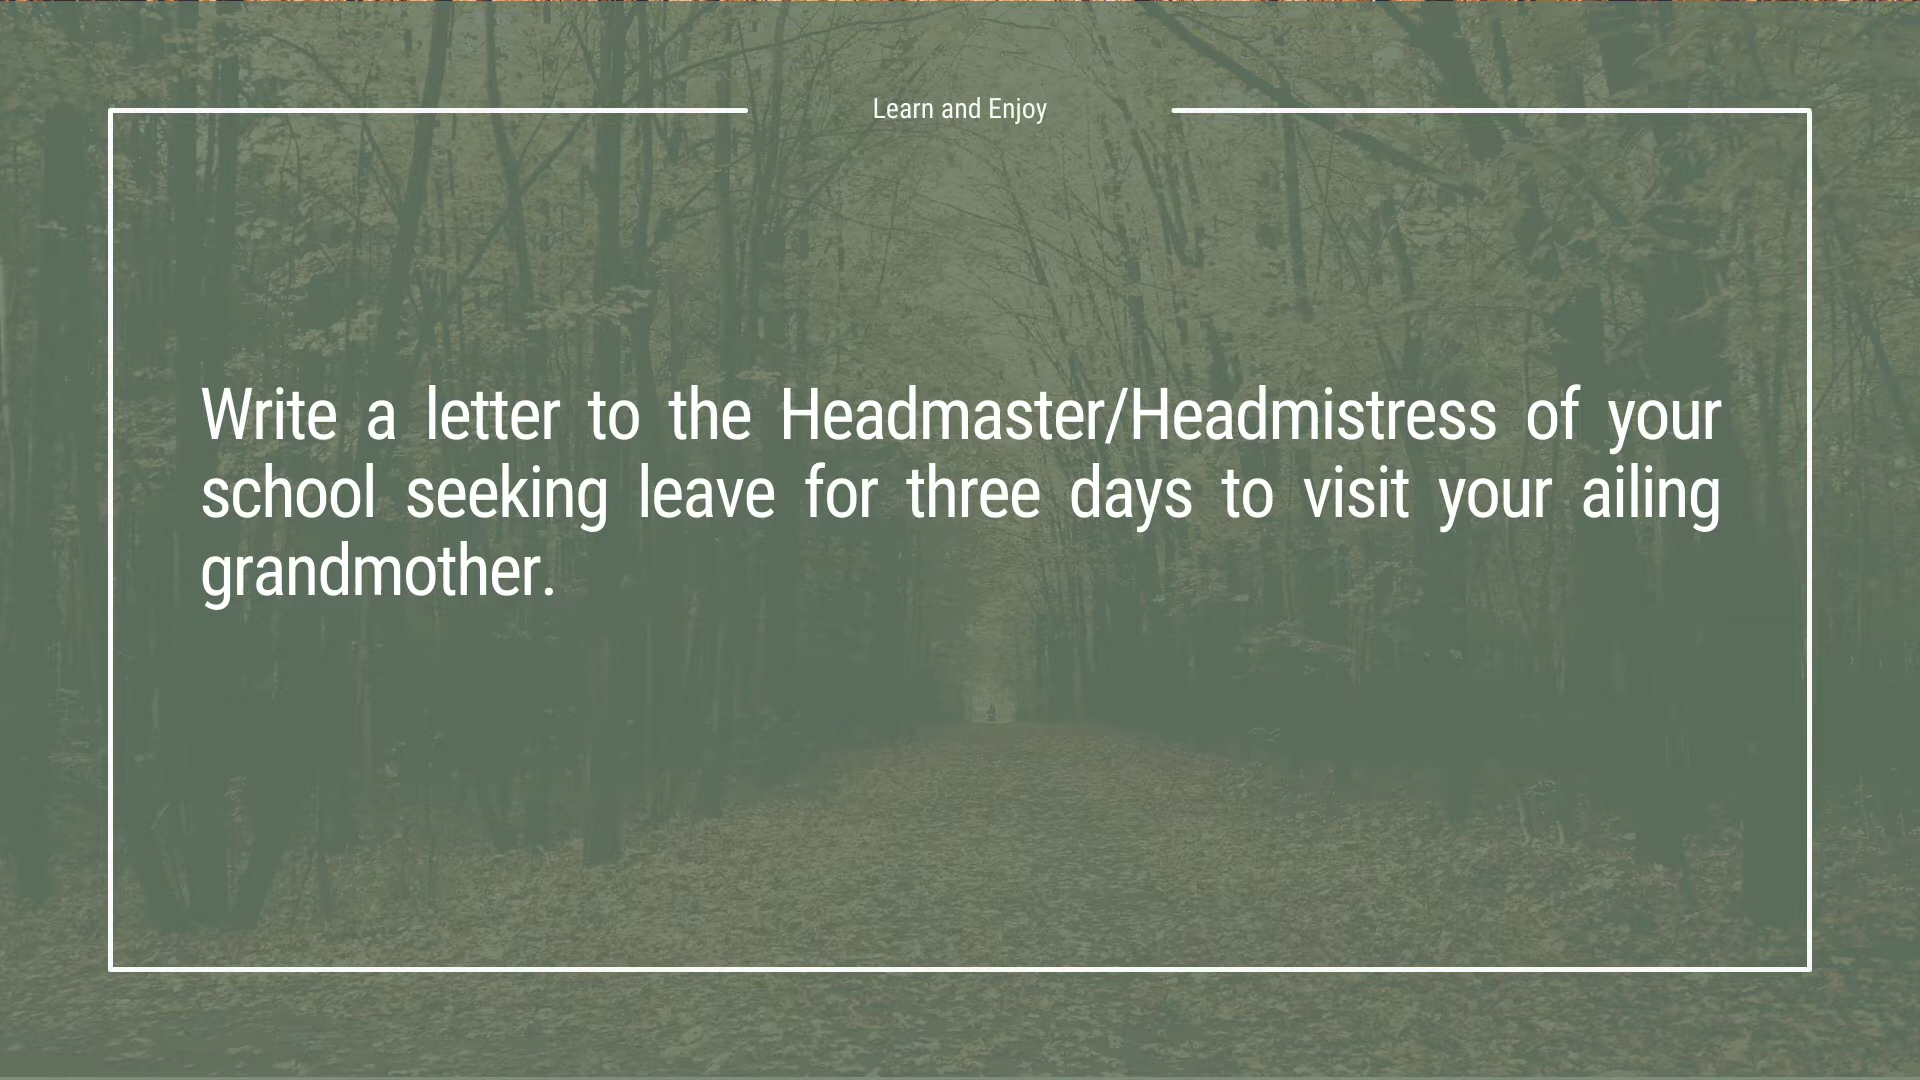 Learn and Enjoy
Write a letter to the Headmaster/Headmistress of your
school seeking leave for three days to visit your ailing
grandmother.